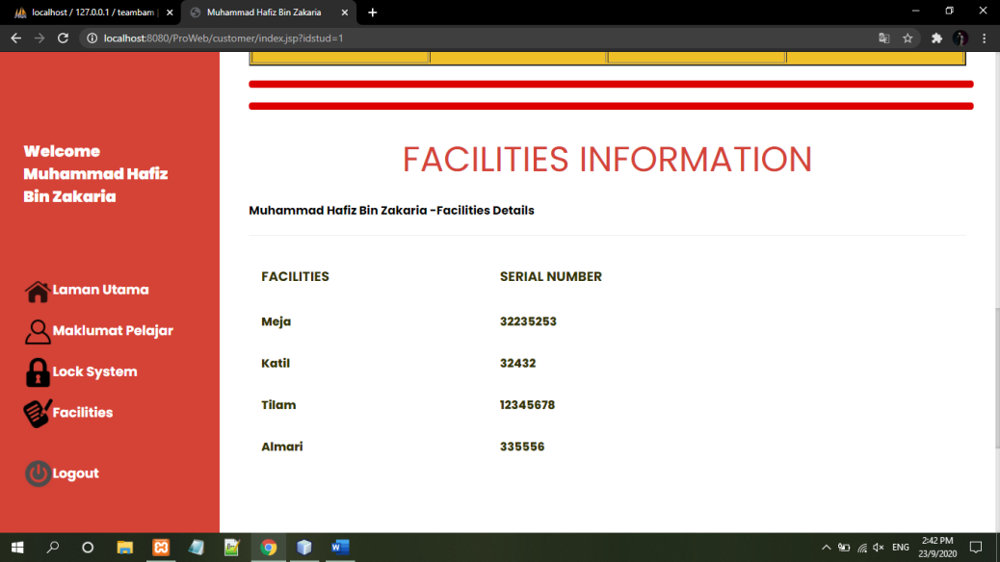 localhost / 127.0.0.1 / teambam |
Muhammad Hafiz Bin Zakaria
localhost:8080/ProWeb/customer/index.jsp?idstud=1
Welcome
Muhammad Hafiz
Bin Zakaria
Laman Utama
Maklumat Pelajar
Lock System
Facilities
Logout
FACILITIES INFORMATION
Muhammad Hafiz Bin Zakaria -Facilities Details
FACILITIES SERIAL NUMBER
Meja 32235253
Katil 32432
Tilam 12345678
Almari 335556
ENG
2:42 PM
23/9/2020